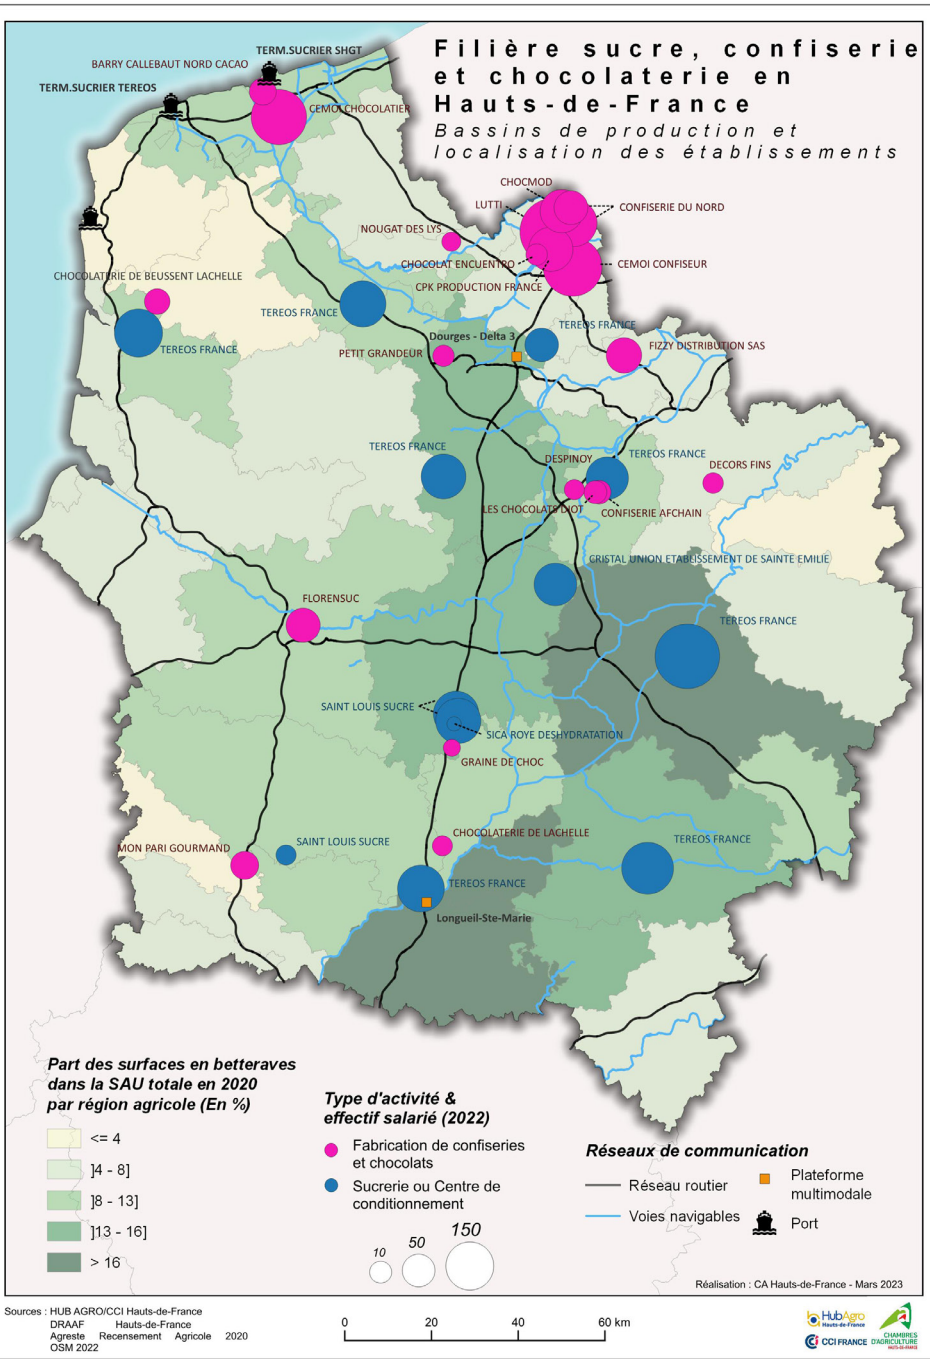 Filière sucre, confiserie
et chocolaterie en
Hauts-de-France
Bassins de production et
localisation des établissements
TERM.SUCRIER SHGT
BARRY CALLEBAUT NORD CACAO
TERM.SUCRIER TEREOS
CEMOI CHOCOLATIER
CHOCMOD
LUTTI
CONFISERIE DU NORD
NOUGAT DES LYS
CHOCOLAT ENCUENTRO
CEMOI CONFISEUR
CHOCOLATERIE DE BEUSSENT LACHELLE
CPK PRODUCTION FRANCE
TEREOS FRANCE
TEREOS FRANCE
Dourges - Delta 3
TEREOS FRANCE
FIZZY DISTRIBUTION SAS
PETIT GRANDEUR
TEREOS FRANCE
TEREOS FRANCE
DESPINOY
DECORS FINS
LES CHOCOLATS DIOT
CONFISERIE AFCHAIN
CRISTAL UNION ETABLISSEMENT DE SAINTE EMILIE
FLORENSUC
TEREOS FRANCE
SAINT LOUIS SUCRE
SICA ROYE DESHYDRATATION
GRAINE DE CHOC
CHOCOLATERIE DE LACHELLE
TEREOS FRANCE
SAINT LOUIS SUCRE
MON PARI GOURMAND
TEREOS FRANCE
Longueil-Ste-Marie
Part des surfaces en betteraves
dans la SAU totale en 2020
par région agricole (En %)
<= 4
]4 - 8]
]8 - 13]
]13 - 16]
> 16
Type d'activité &
effectif salarié (2022)
Fabrication de confiseries
et chocolats
Sucrerie ou Centre de
conditionnement
10
50
150
Réseaux de communication
Réseau routier
Voies navigables
Plateforme
multimodale
Port
Réalisation : CA Hauts-de-France - Mars 2023
Sources : HUB AGRO/CCI Hauts-de-France
DRAAF Hauts-de-France
Agreste Recensement Agricole 2020
OSM 2022
0
20
40
60 km
HubAgro
Hauts-de-France
CCI FRANCE
CHAMBRES
D'AGRICULTURE
HAUTS-DE-FRANCE